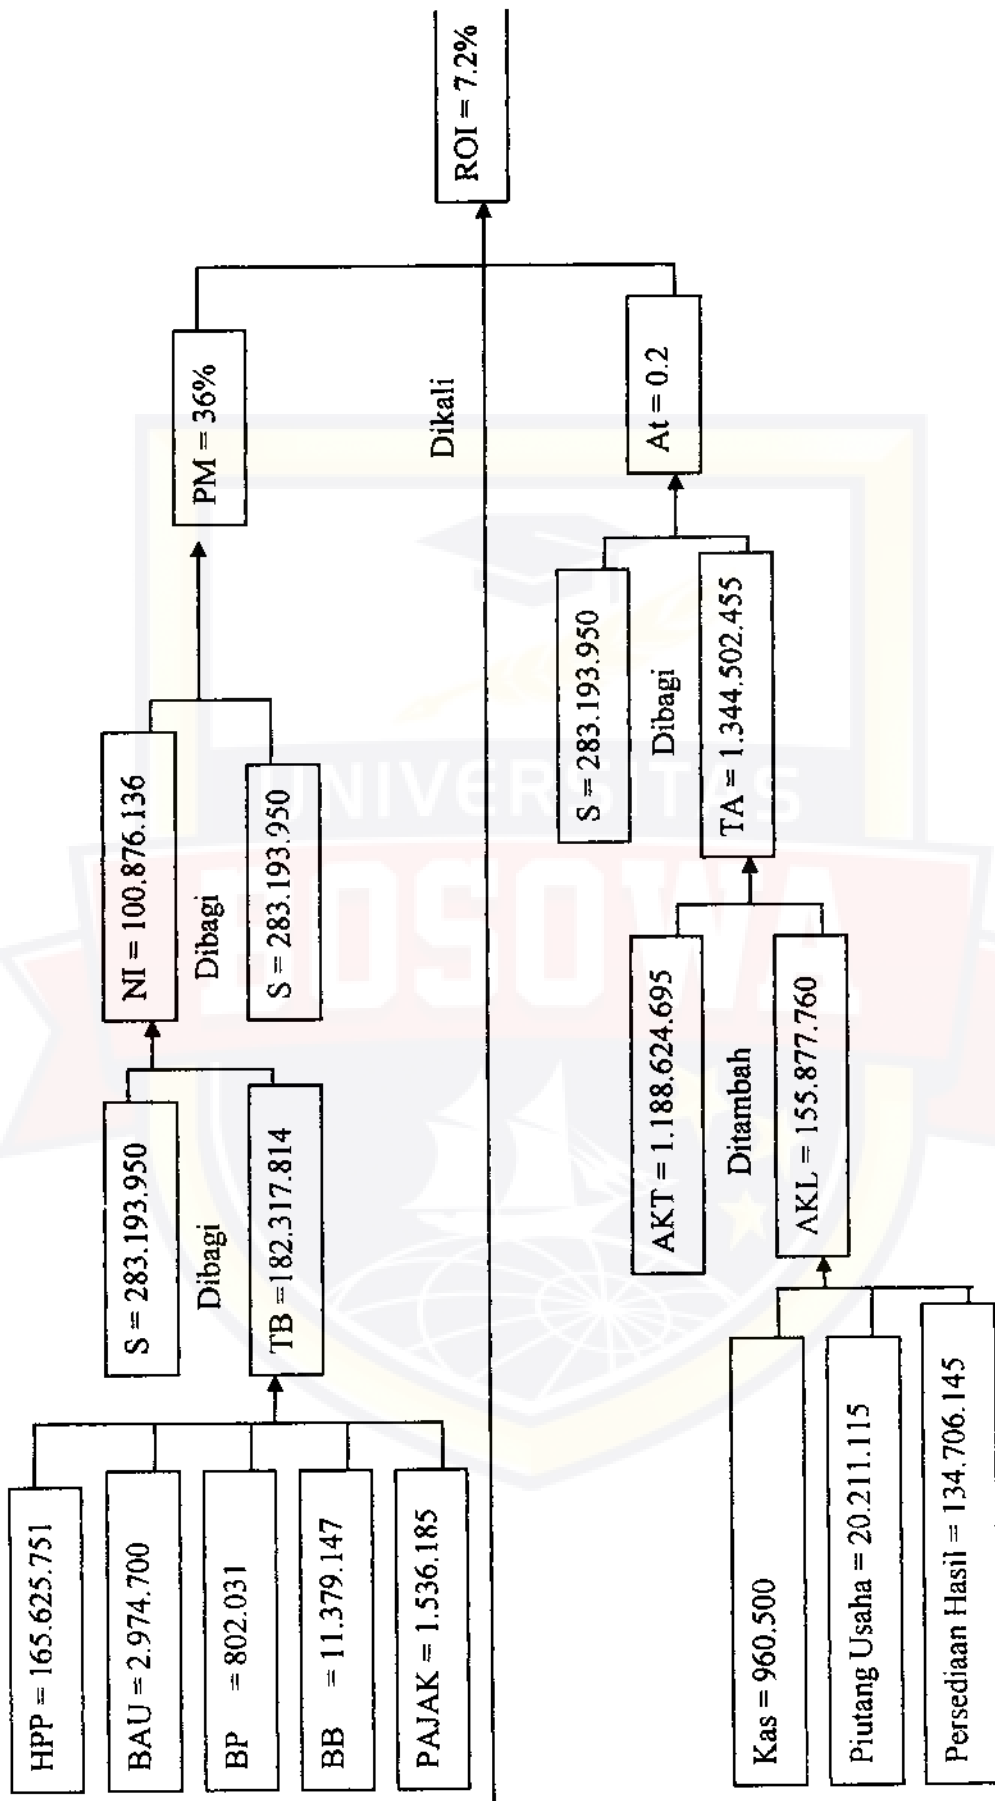 HPP = 165.625.751
BAU = 2.974.700
BP = 802.031
BB = 11.379.147
PAJAK = 1.536.185
S = 283.193.950
Dibagi
TB =182.317.814
NI = 100.876.136
Dibagi
S = 283.193.950
PM = 36%
Dikali
ROI = 7.2%
Kas = 960.500
Piutang Usaha = 20.211.115
Persediaan Hasil = 134.706.145
AKT = 1.188.624.695
Ditambah
AKL = 155.877.760
S = 283.193.950
Dibagi
TA = 1.344.502.455
At = 0.2
UNIVERSITAS
BOSOWA